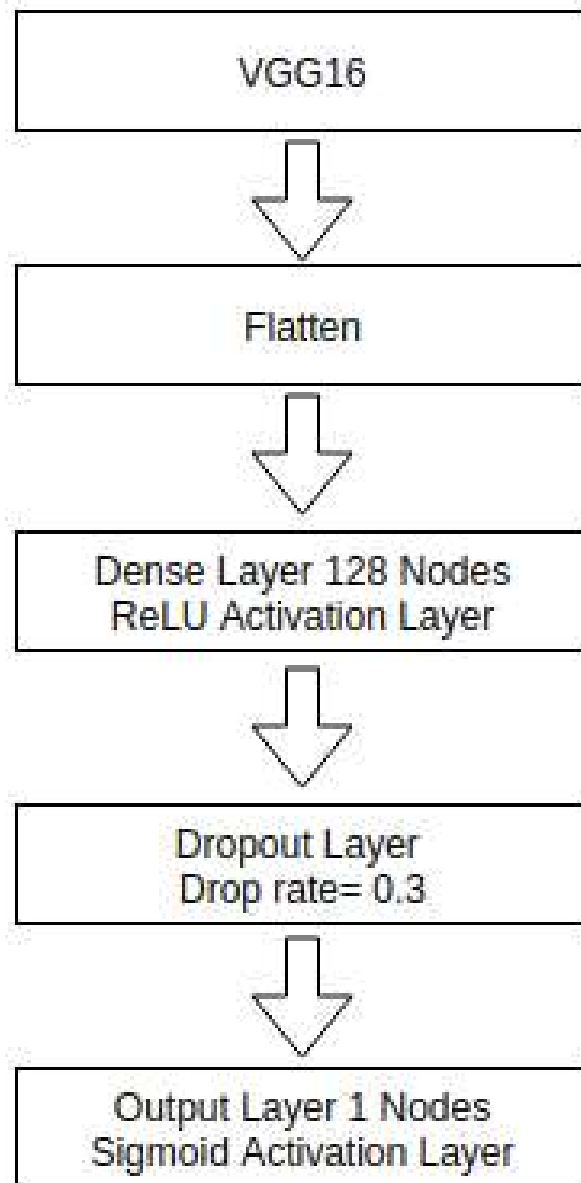 VGG16
Flatten
Dense Layer 128 Nodes
ReLU Activation Layer
Dropout Layer
Drop rate= 0.3
Output Layer 1 Nodes
Sigmoid Activation Layer